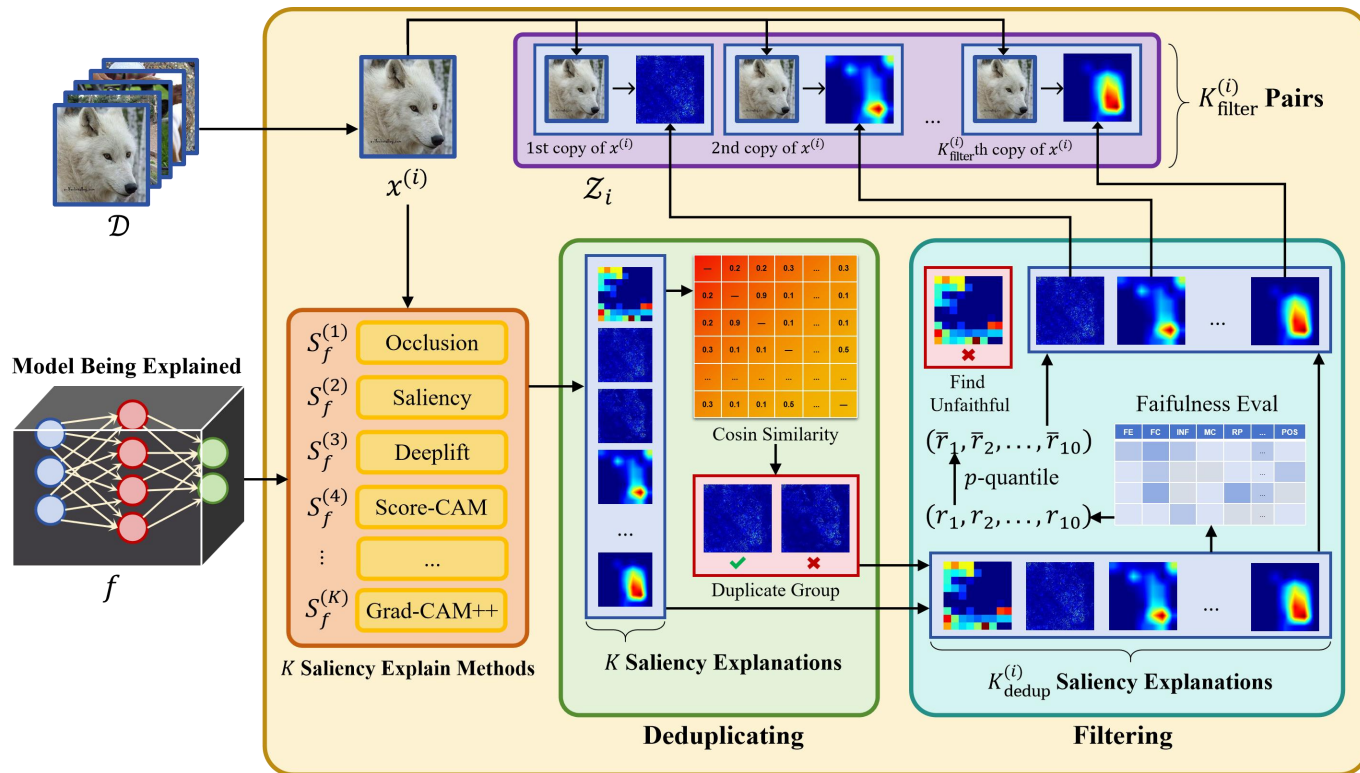 1st copy of x^(i)
2nd copy of x^(i)
...
K_filter^(i) th copy of x^(i)
K_filter^(i) Pairs
x^(i)
Z_i
D
Model Being Explained
f
S_f^(1) Occlusion
S_f^(2) Saliency
S_f^(3) Deeplift
S_f^(4) Score-CAM
⋮ ...
S_f^(K) Grad-CAM++
K Saliency Explain Methods
...
K Saliency Explanations
— 0.2 0.2 0.3 ... 0.3
0.2 — 0.9 0.1 ... 0.1
0.2 0.9 — 0.1 ... 0.1
0.3 0.1 0.1 — ... 0.5
... ... ... ... ... ...
0.3 0.1 0.1 0.5 ... —
Cosin Similarity
Duplicate Group
Deduplicating
Find
Unfaithful
...
Faifulness Eval
FE FC INF MC RP ... POS
...
...
...
(r̅_1, r̅_2, . . . , r̅_10)
p-quantile
(r_1, r_2, . . . , r_10)
...
K_dedup^(i) Saliency Explanations
Filtering